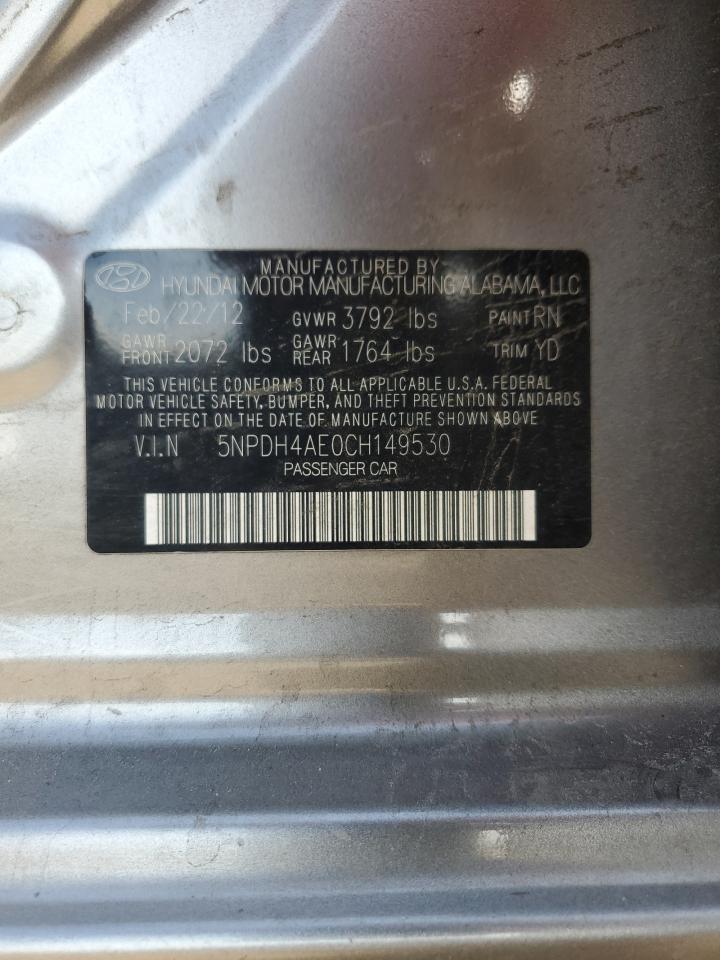 MANUFACTURED BY
HYUNDAI MOTOR MANUFACTURING ALABAMA, LLC
Feb/22/12 GVWR 3792 lbs PAINT RN
GAWR FRONT 2072 lbs GAWR REAR 1764 lbs TRIM YD
THIS VEHICLE CONFORMS TO ALL APPLICABLE U.S.A. FEDERAL
MOTOR VEHICLE SAFETY, BUMPER, AND THEFT PREVENTION STANDARDS
IN EFFECT ON THE DATE OF MANUFACTURE SHOWN ABOVE
V.I.N 5NPDH4AE0CH149530
PASSENGER CAR